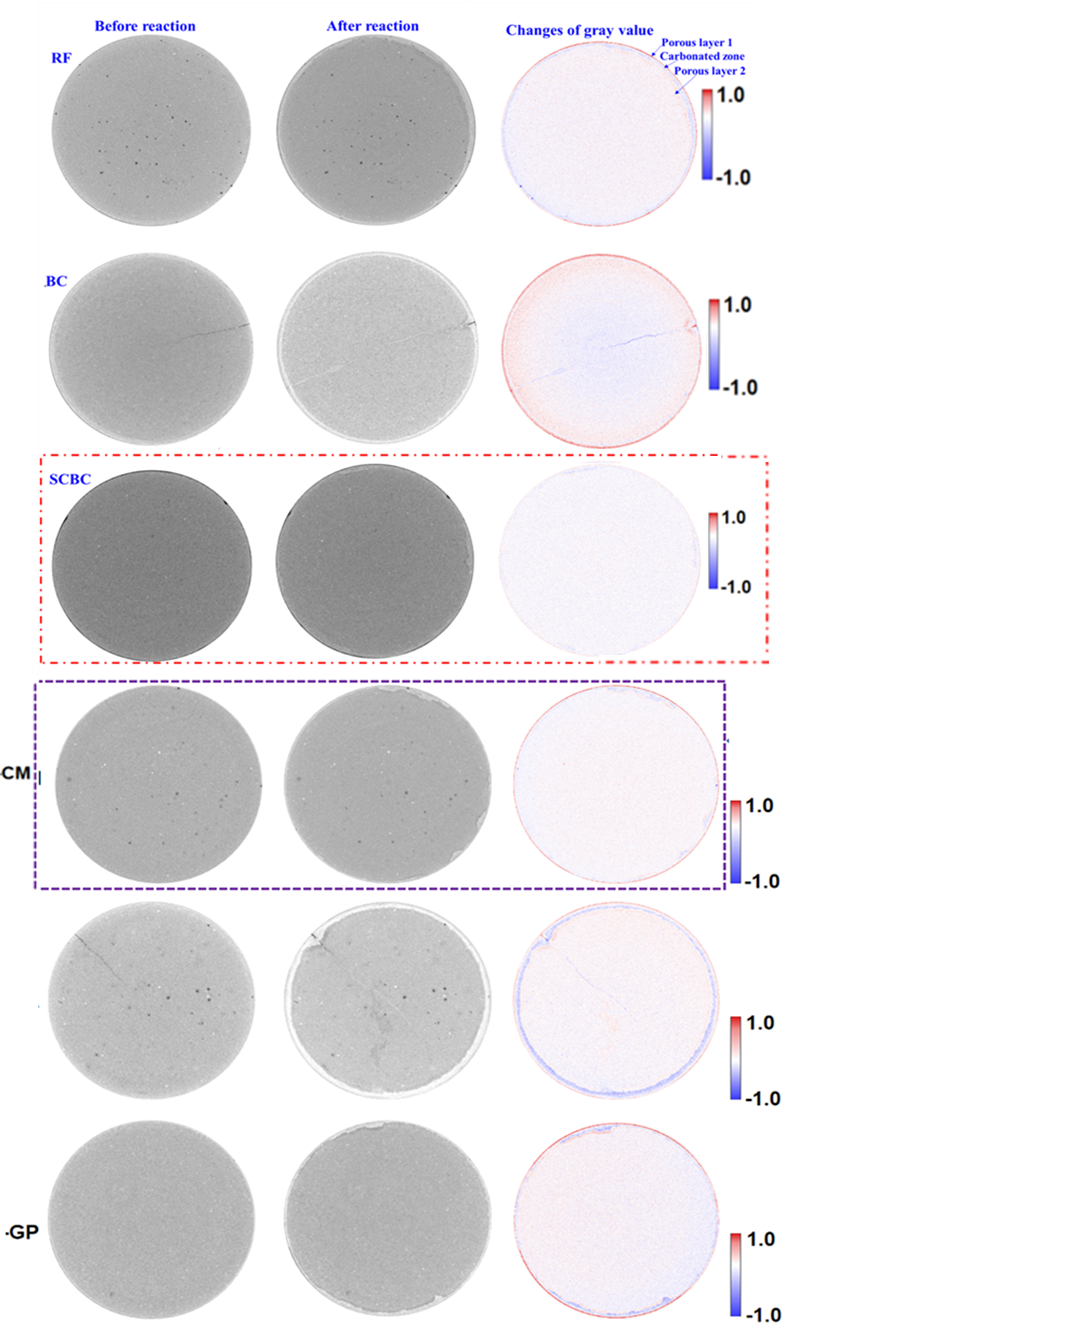 Before reaction
After reaction
Changes of gray value
RF
Porous layer 1
Carbonated zone
Porous layer 2
1.0
-1.0
BC
1.0
-1.0
SCBC
1.0
-1.0
CM
1.0
-1.0
1.0
-1.0
-GP
1.0
-1.0